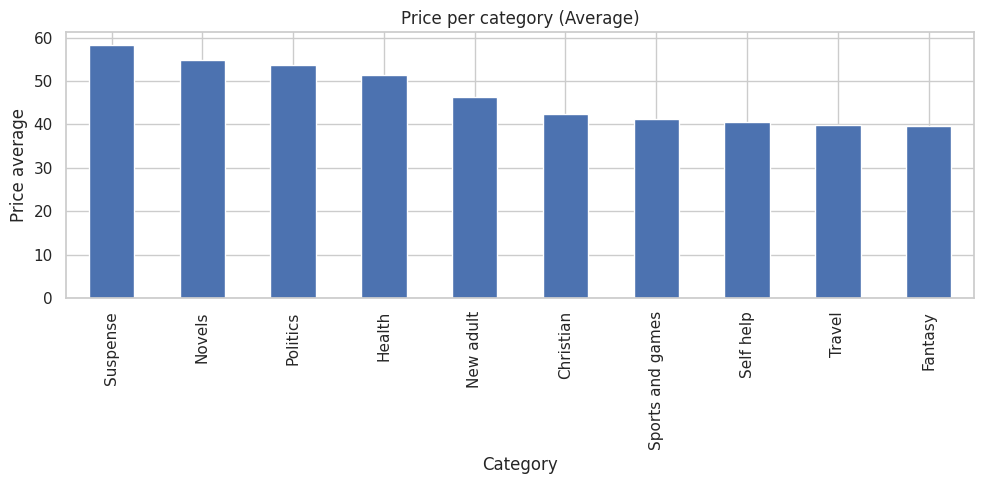 Price per category (Average)
Price average
60
50
40
30
20
10
0
Suspense
Novels
Politics
Health
New adult
Christian
Sports and games
Self help
Travel
Fantasy
Category